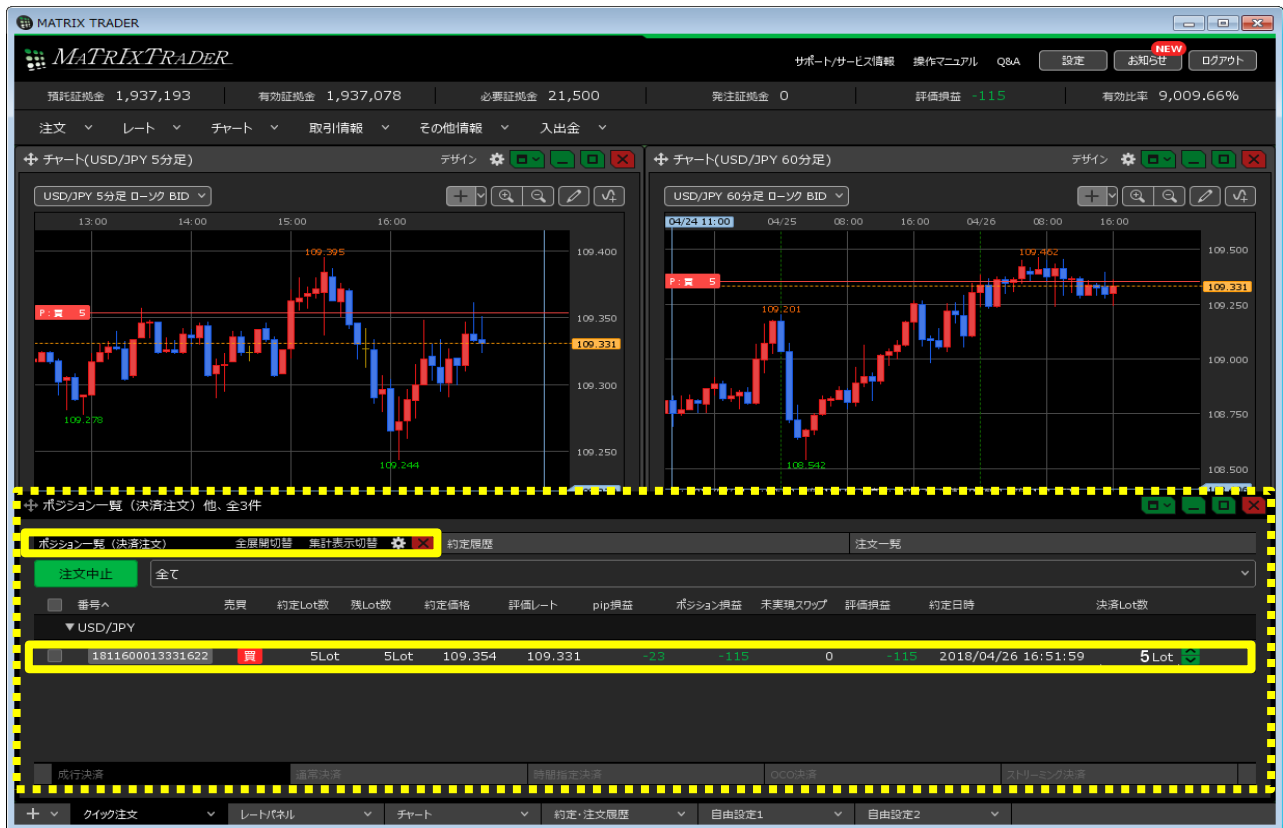 MATRIX TRADER
MATRIXTRADER
サポート/サービス情報 操作マニュアル Q&A 設定 お知らせ NEW ログアウト
預託証拠金 1,937,193 有効証拠金 1,937,078 必要証拠金 21,500 発注証拠金 0 評価損益 -115 有効比率 9,009.66%
注文 レート チャート 取引情報 その他情報 入出金
チャート(USD/JPY 5分足) デザイン
USD/JPY 5分足 ローソク BID
13:00 14:00 15:00 16:00
109.395
109.400
P:買 5
109.350
109.331
109.300
109.278
109.250
109.244
チャート(USD/JPY 60分足) デザイン
USD/JPY 60分足 ローソク BID
04/24 11:00 04/25 08:00 16:00 04/26 08:00 16:00
109.462
109.500
P:買 5
109.331
109.201
109.250
109.000
108.750
108.542
108.500
ポジション一覧（決済注文）他、全3件
ポジション一覧（決済注文） 全展開切替 集計表示切替 約定履歴 注文一覧
注文中止 全て
番号 売買 約定Lot数 残Lot数 約定価格 評価レート pip損益 ポジション損益 未実現スワップ 評価損益 約定日時 決済Lot数
▼USD/JPY
1811600013331622 買 5Lot 5Lot 109.354 109.331 -23 -115 0 -115 2018/04/26 16:51:59 5 Lot
成行決済 通常決済 時間指定決済 OCO決済 ストリーミング決済
クイック注文 レートパネル チャート 約定・注文履歴 自由設定1 自由設定2